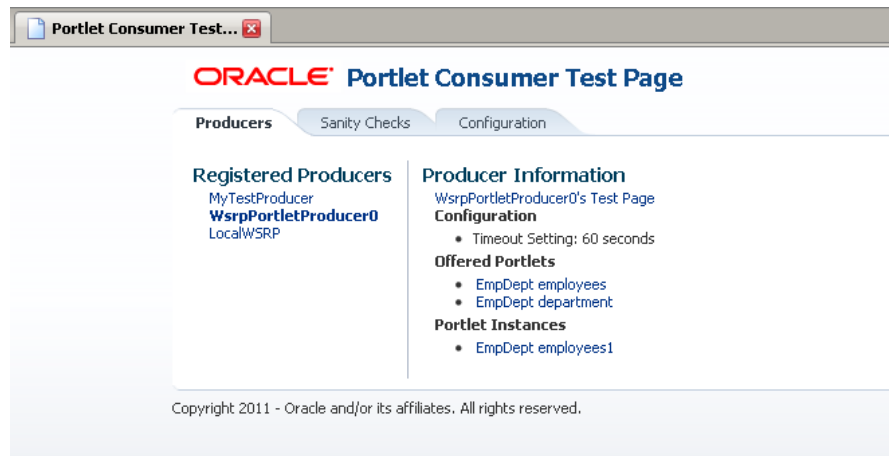 Portlet Consumer Test...
ORACLE Portlet Consumer Test Page
Producers Sanity Checks Configuration
Registered Producers
MyTestProducer
WsrpPortletProducer0
LocalWSRP
Producer Information
WsrpPortletProducer0's Test Page
Configuration
• Timeout Setting: 60 seconds
Offered Portlets
• EmpDept employees
• EmpDept department
Portlet Instances
• EmpDept employees1
Copyright 2011 - Oracle and/or its affiliates. All rights reserved.